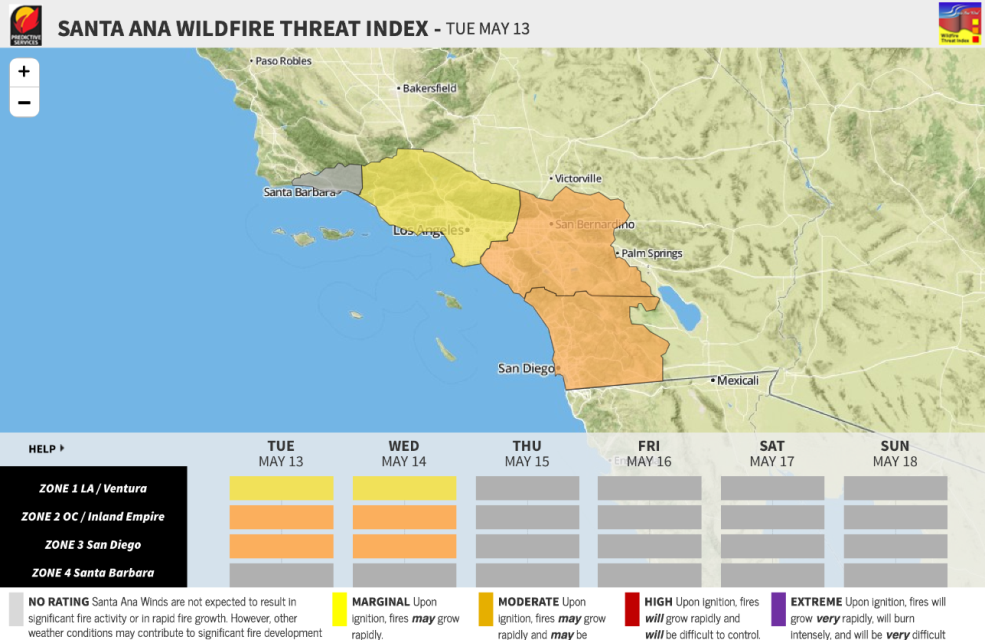 PREDICTIVE
SERVICES
SANTA ANA WILDFIRE THREAT INDEX - TUE MAY 13
Wildfire
Threat Index
+
−
Paso Robles
Bakersfield
Victorville
Santa Barbara
Los Angeles
San Bernardino
Palm Springs
San Diego
Mexicali
HELP
TUE WED THU FRI SAT SUN
MAY 13 MAY 14 MAY 15 MAY 16 MAY 17 MAY 18
ZONE 1 LA / Ventura
ZONE 2 OC / Inland Empire
ZONE 3 San Diego
ZONE 4 Santa Barbara
NO RATING Santa Ana Winds are not expected to result in
significant fire activity or in rapid fire growth. However, other
weather conditions may contribute to significant fire development
MARGINAL Upon
ignition, fires may grow
rapidly.
MODERATE Upon
ignition, fires may grow
rapidly and may be
HIGH Upon ignition, fires
will grow rapidly and
will be difficult to control.
EXTREME Upon ignition, fires will
grow very rapidly, will burn
intensely, and will be very difficult